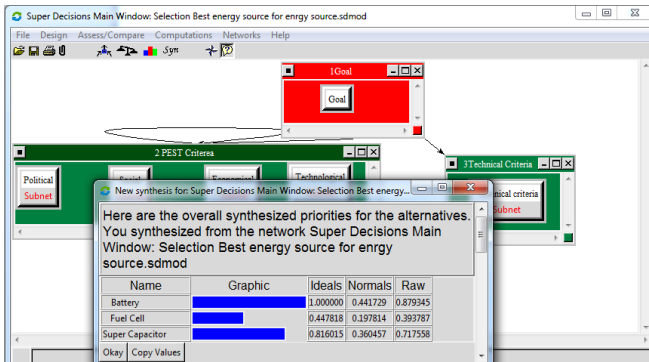 Super Decisions Main Window: Selection Best energy source for enrgy source.sdmod
File Design Assess/Compare Computations Networks Help
Syn
1Goal
Goal
2 PEST Criterea
Political
Subnet
Technological
3Technical Criteria
nical criteria
Subnet
New synthesis for: Super Decisions Main Window: Selection Best ener...
Here are the overall synthesized priorities for the alternatives.
You synthesized from the network Super Decisions Main
Window: Selection Best energy source for enrgy
source.sdmod
Name Graphic Ideals Normals Raw
Battery 1.000000 0.441729 0.879345
Fuel Cell 0.447818 0.197814 0.393787
Super Capacitor 0.816015 0.360457 0.717558
Okay Copy Values